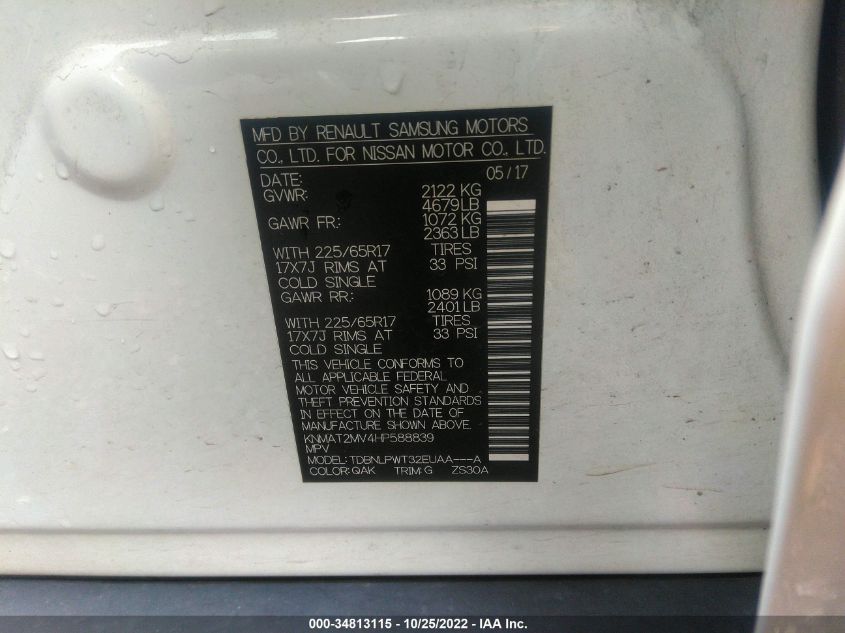 MFD BY RENAULT SAMSUNG MOTORS
CO., LTD. FOR NISSAN MOTOR CO., LTD.
DATE: 05/17
GVWR: 2122 KG
4679LB
GAWR FR: 1072 KG
2363 LB
WITH 225/65R17 TIRES
17X7J RIMS AT 33 PSI
COLD SINGLE
GAWR RR: 1089 KG
2401LB
WITH 225/65R17 TIRES
17X7J RIMS AT 33 PSI
COLD SINGLE
THIS VEHICLE CONFORMS TO
ALL APPLICABLE FEDERAL
MOTOR VEHICLE SAFETY AND
THEFT PREVENTION STANDARDS
IN EFFECT ON THE DATE OF
MANUFACTURE SHOWN ABOVE.
KNMAT2MV4HP588839
MPV
MODEL: TDBNLPWT32EUAA---A
COLOR: QAK TRIM: G ZS30A
000-34813115 - 10/25/2022 - IAA Inc.